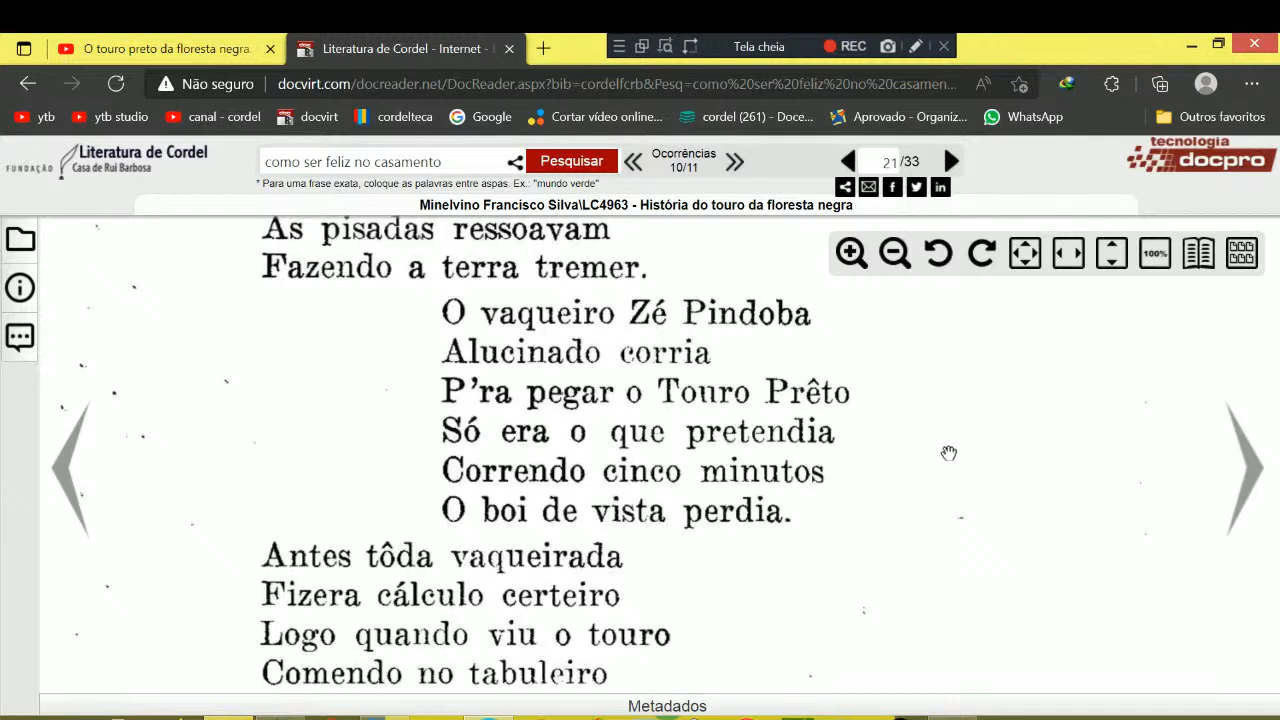 O touro preto da floresta negra
Literatura de Cordel - Internet -
Tela cheia
REC
Não seguro
docvirt.com/docreader.net/DocReader.aspx?bib=cordelfcrb&Pesq=como%20ser%20feliz%20no%20casamen...
ytb
ytb studio
canal - cordel
docvirt
cordelteca
Google
Cortar vídeo online...
cordel (261) - Doce...
Aprovado - Organiz...
WhatsApp
Outros favoritos
FUNDAÇÃO
Literatura de Cordel
Casa de Rui Barbosa
como ser feliz no casamento
Pesquisar
Ocorrências
10/11
21 /33
tecnologia
docpro
* Para uma frase exata, coloque as palavras entre aspas. Ex.: "mundo verde"
Minelvino Francisco Silva\LC4963 - História do touro da floresta negra
100%
As pisadas ressoavam
Fazendo a terra tremer.
O vaqueiro Zé Pindoba
Alucinado corria
P'ra pegar o Touro Prêto
Só era o que pretendia
Correndo cinco minutos
O boi de vista perdia.
Antes tôda vaqueirada
Fizera cálculo certeiro
Logo quando viu o touro
Comendo no tabuleiro
Metadados